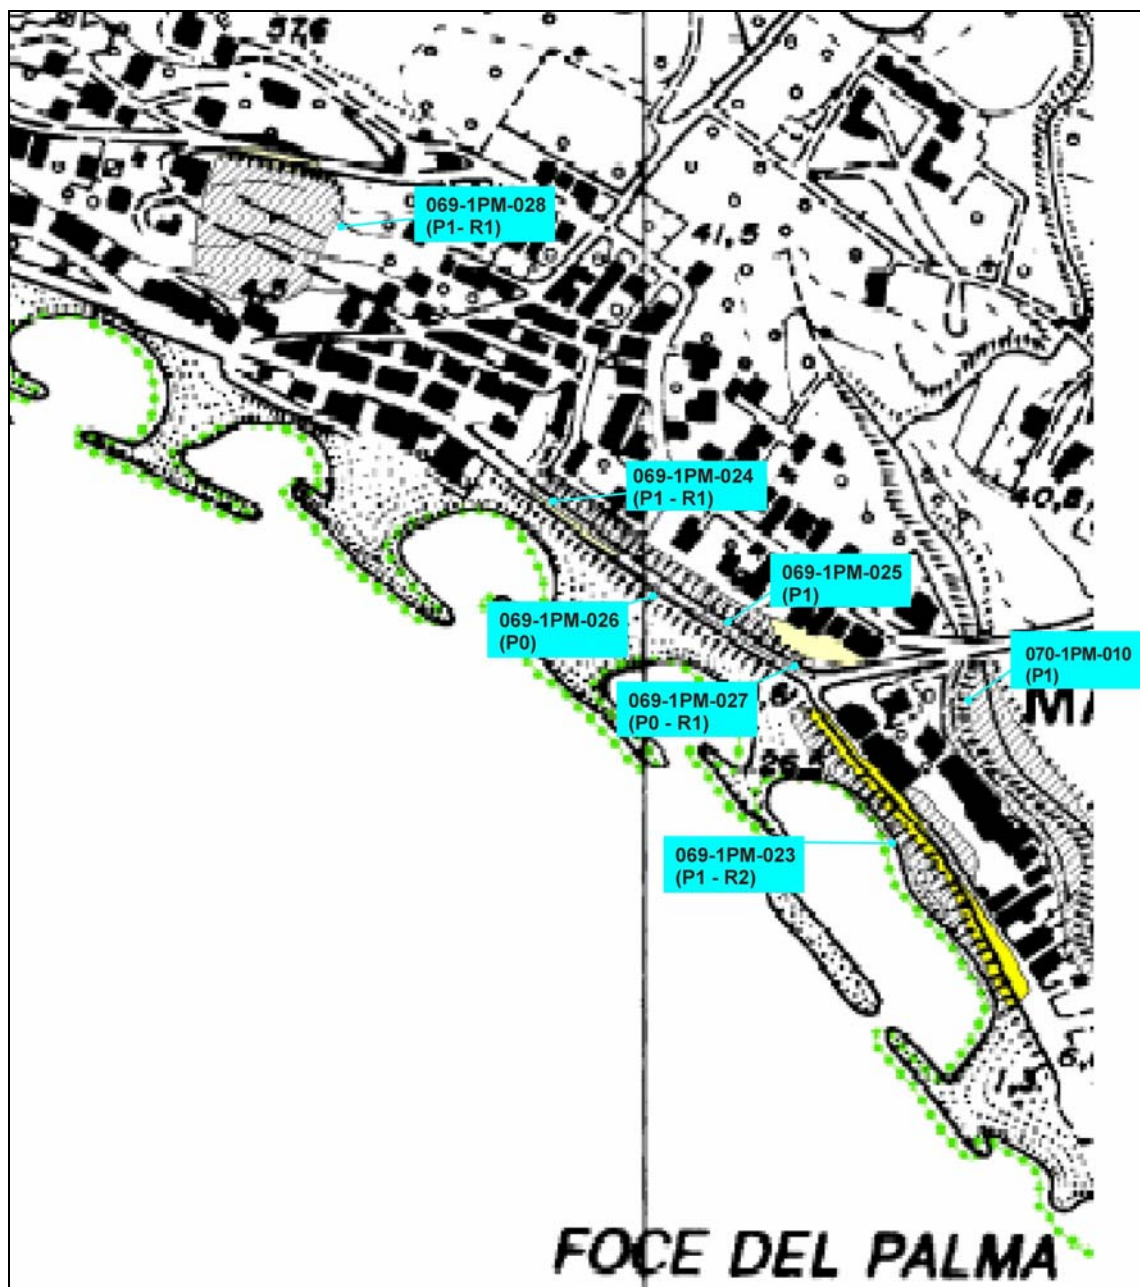 57,6
069-1PM-028
(P1- R1)
41,5
069-1PM-024
(P1 - R1)
40,8
069-1PM-025
(P1)
069-1PM-026
(P0)
070-1PM-010
(P1)
069-1PM-027
(P0 - R1)
MA
069-1PM-023
(P1 - R2)
1,3
FOCE DEL PALMA